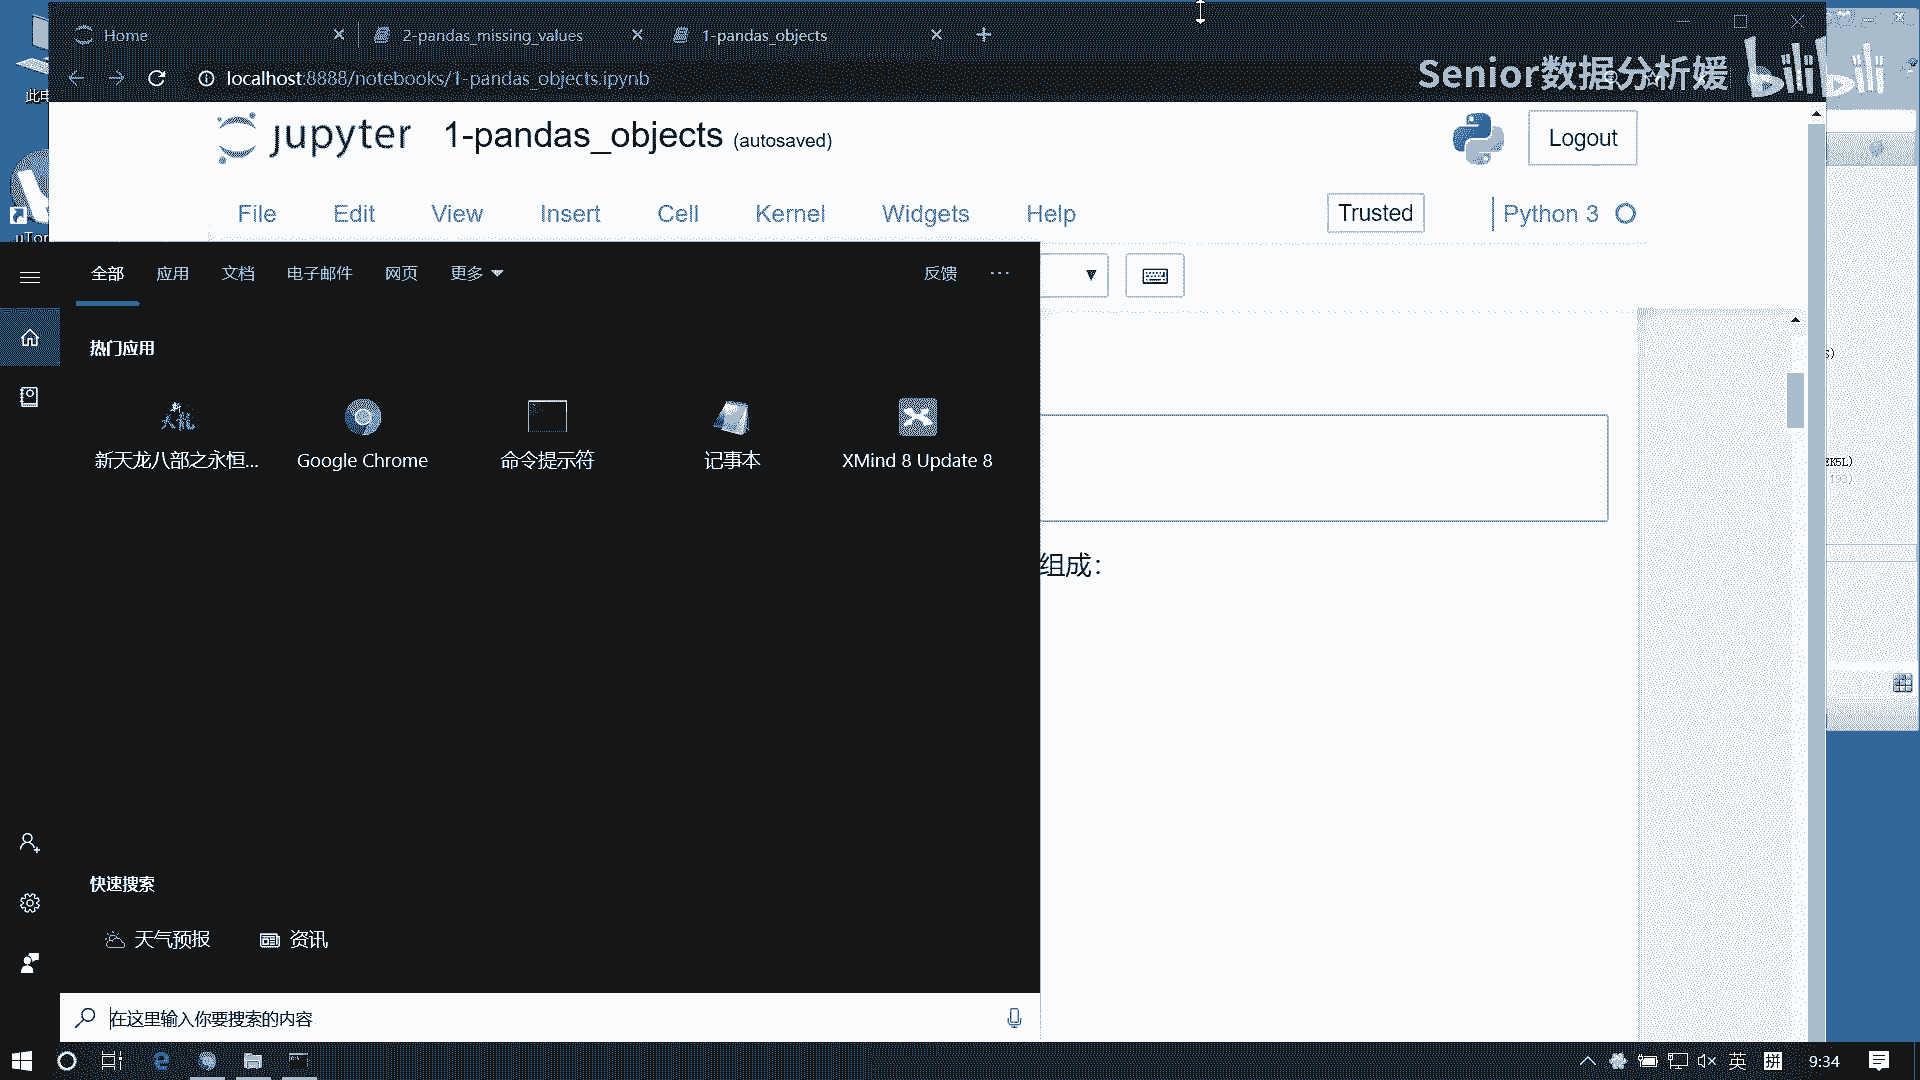 Home
2-pandas_missing_values
1-pandas_objects
localhost:8888/notebooks/1-pandas_objects.ipynb
Senior数据分析媛 bilibili
jupyter 1-pandas_objects (autosaved)
Logout
File Edit View Insert Cell Kernel Widgets Help
Trusted
Python 3
全部 应用 文档 电子邮件 网页 更多 反馈 ...
热门应用
新天龙八部之永恒...
Google Chrome
命令提示符
记事本
XMind 8 Update 8
组成：
快速搜索
天气预报 资讯
在这里输入你要搜索的内容
英 拼 9:34